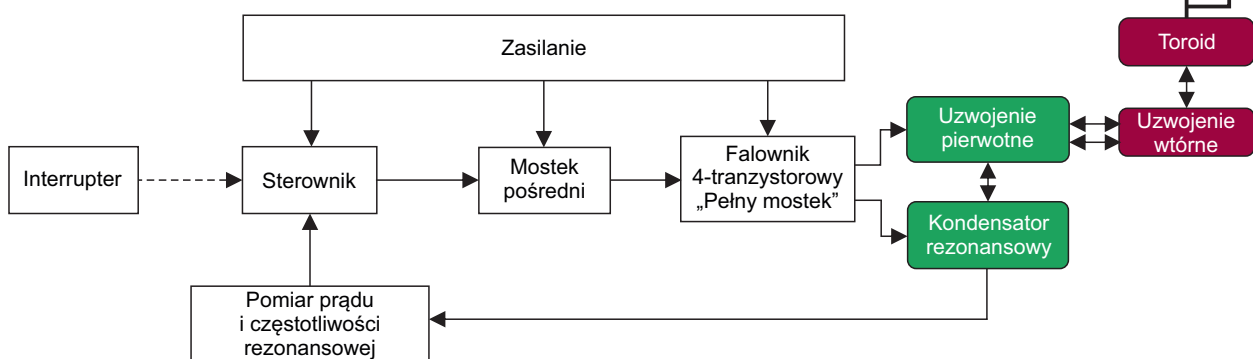 Zasilanie
Toroid
Uzwojenie
pierwotne
Uzwojenie
wtórne
Interrupter
Sterownik
Mostek
pośredni
Falownik
4-tranzystorowy
„Pełny mostek”
Kondensator
rezonansowy
Pomiar prądu
i częstotliwości
rezonansowej